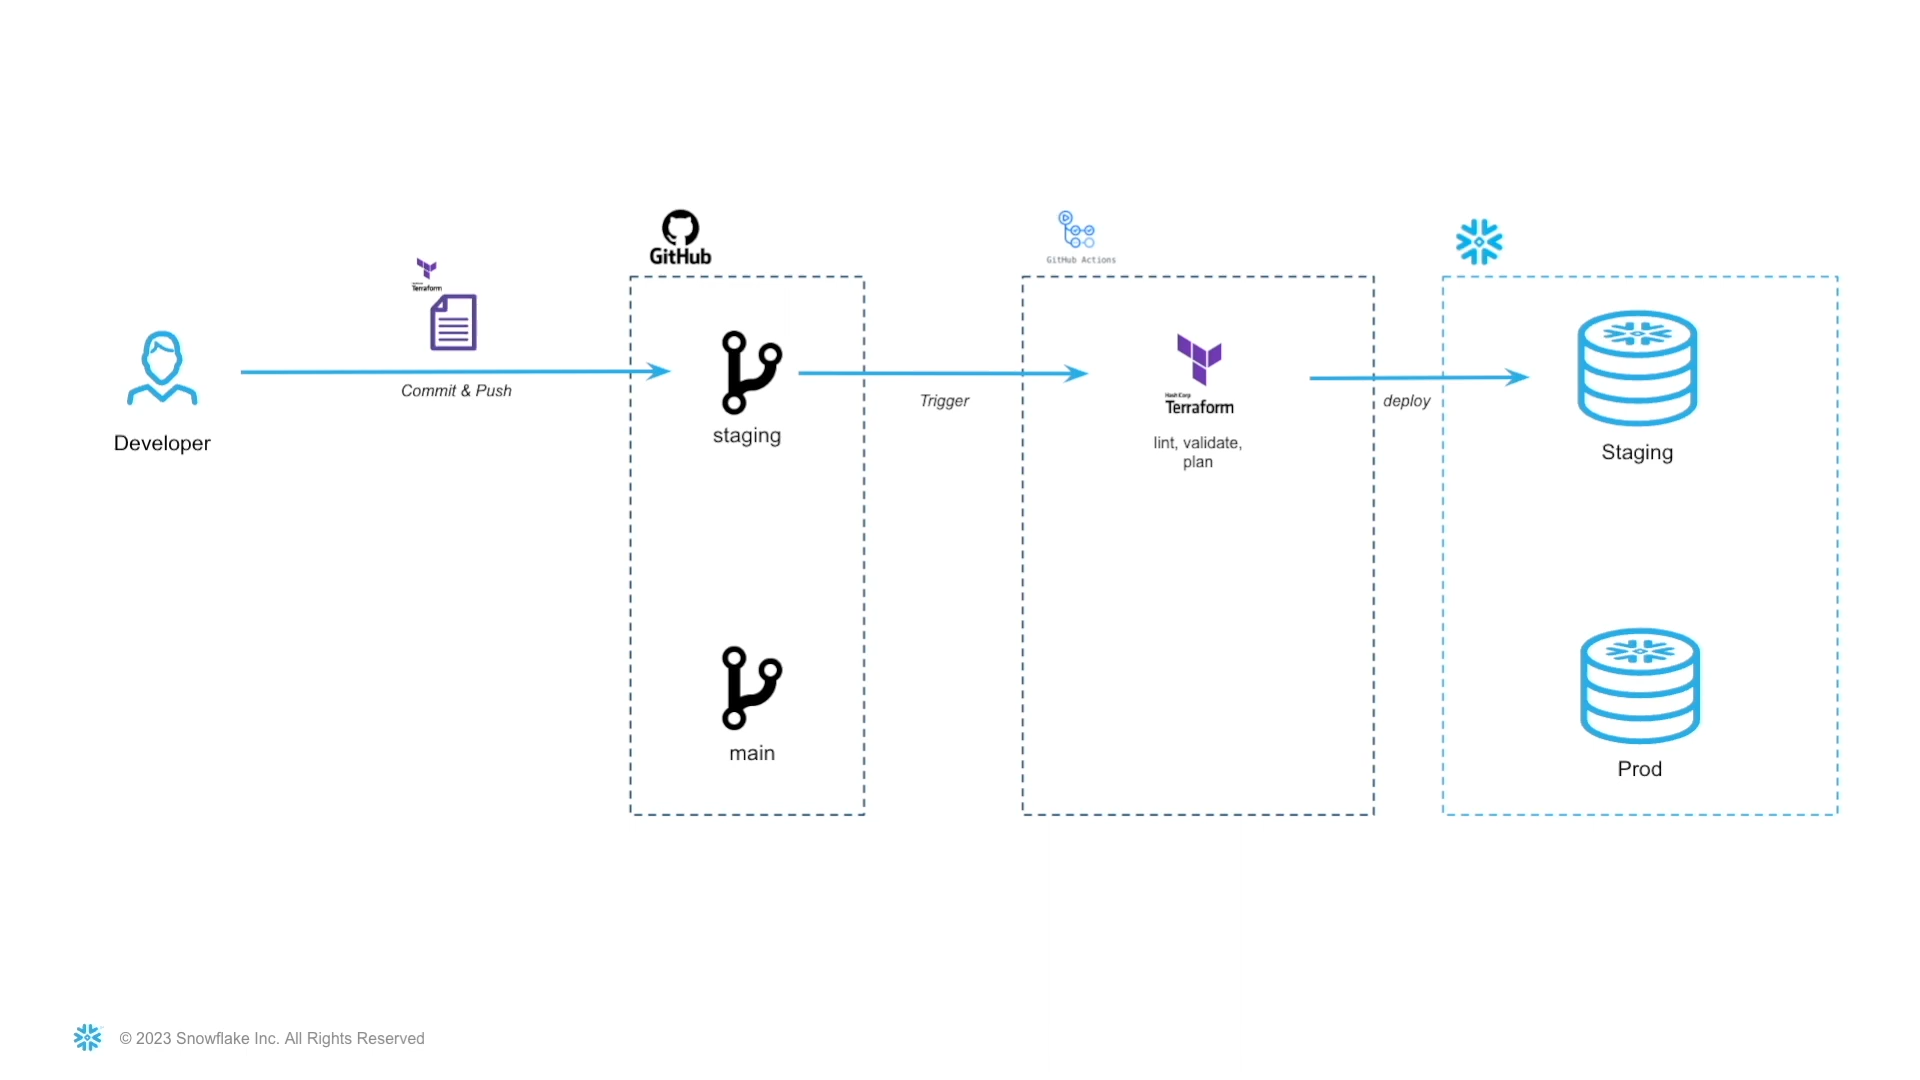 GitHub
GitHub Actions
Terraform
Commit & Push
Developer
staging
Trigger
HashiCorp
Terraform
lint, validate,
plan
deploy
Staging
main
Prod
© 2023 Snowflake Inc. All Rights Reserved